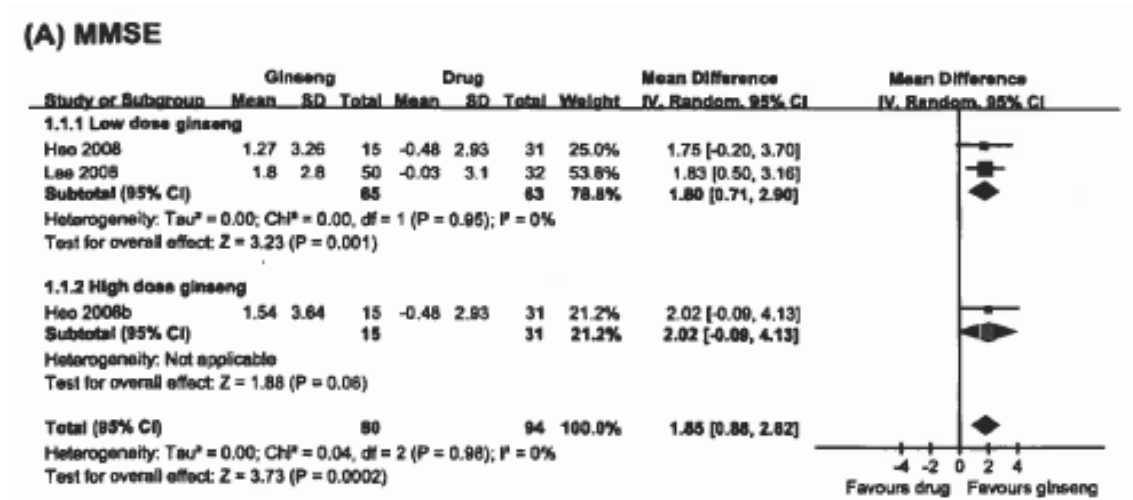 (A) MMSE
Ginseng Drug Mean Difference Mean Difference
Study or Subgroup Mean SD Total Mean SD Total Weight IV, Random, 95% CI IV, Random, 95% CI
1.1.1 Low dose ginseng
Heo 2008 1.27 3.26 15 -0.48 2.93 31 25.0% 1.75 [-0.20, 3.70]
Lee 2008 1.8 2.8 50 -0.03 3.1 32 53.8% 1.83 [0.50, 3.16]
Subtotal (95% CI) 65 63 78.8% 1.80 [0.71, 2.90]
Heterogeneity: Tau² = 0.00; Chi² = 0.00, df = 1 (P = 0.95); I² = 0%
Test for overall effect: Z = 3.23 (P = 0.001)
1.1.2 High dose ginseng
Heo 2008b 1.54 3.64 15 -0.48 2.93 31 21.2% 2.02 [-0.09, 4.13]
Subtotal (95% CI) 15 31 21.2% 2.02 [-0.09, 4.13]
Heterogeneity: Not applicable
Test for overall effect: Z = 1.88 (P = 0.06)
Total (95% CI) 80 94 100.0% 1.85 [0.88, 2.82]
Heterogeneity: Tau² = 0.00; Chi² = 0.04, df = 2 (P = 0.98); I² = 0%
Test for overall effect: Z = 3.73 (P = 0.0002)
-4 -2 0 2 4
Favours drug Favours ginseng